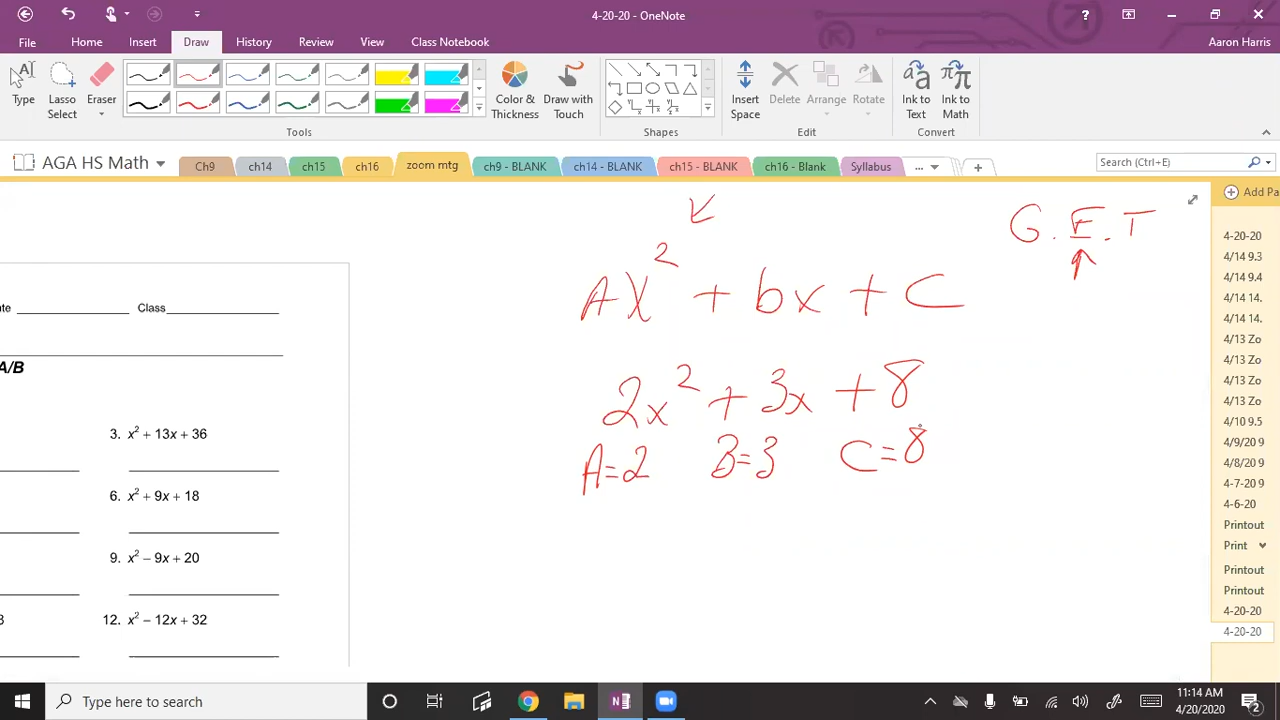 4-20-20 - OneNote
Aaron Harris
File Home Insert Draw History Review View Class Notebook
Type
Lasso Select
Eraser
Color & Thickness
Draw with Touch
Insert Space
Delete
Arrange
Rotate
Ink to Text
Ink to Math
Tools Shapes Edit Convert
AGA HS Math Ch9 ch14 ch15 ch16 zoom mtg ch9 - BLANK ch14 - BLANK ch15 - BLANK ch16 - Blank Syllabus ... + Search (Ctrl+E)
Add Pa
4-20-20
4/14 9.3
4/14 9.4
4/14 14.
4/14 14.
4/13 Zo
4/13 Zo
4/13 Zo
4/13 Zo
4/10 9.5
4/9/20 9
4/8/20 9
4-7-20 9
4-6-20
Printout
Print
Printout
Printout
4-20-20
4-20-20
ate ____ Class____
A/B
3. x² + 13x + 36
6. x² + 9x + 18
9. x² – 9x + 20
3 12. x² – 12x + 32
G.E.T
Ax² + bx + C
2x² + 3x + 8
A=2 B=3 C=8
Type here to search
11:14 AM
4/20/2020
2